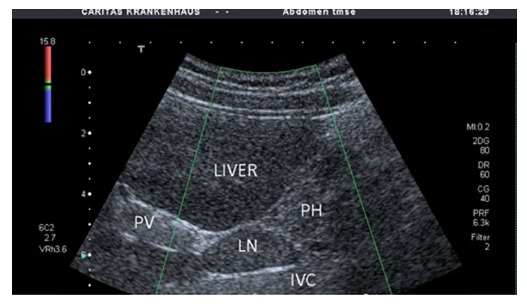 CARITAS KRANKENHAUS - - Abdomen tmse 18:16:29
15.8
T
0
2
4
6
LIVER
PH
PV
LN
IVC
6C2
2.7
VRh3.6
MI:0.2
2DG
80
DR
60
CG
40
PRF
6.3k
Filter
2